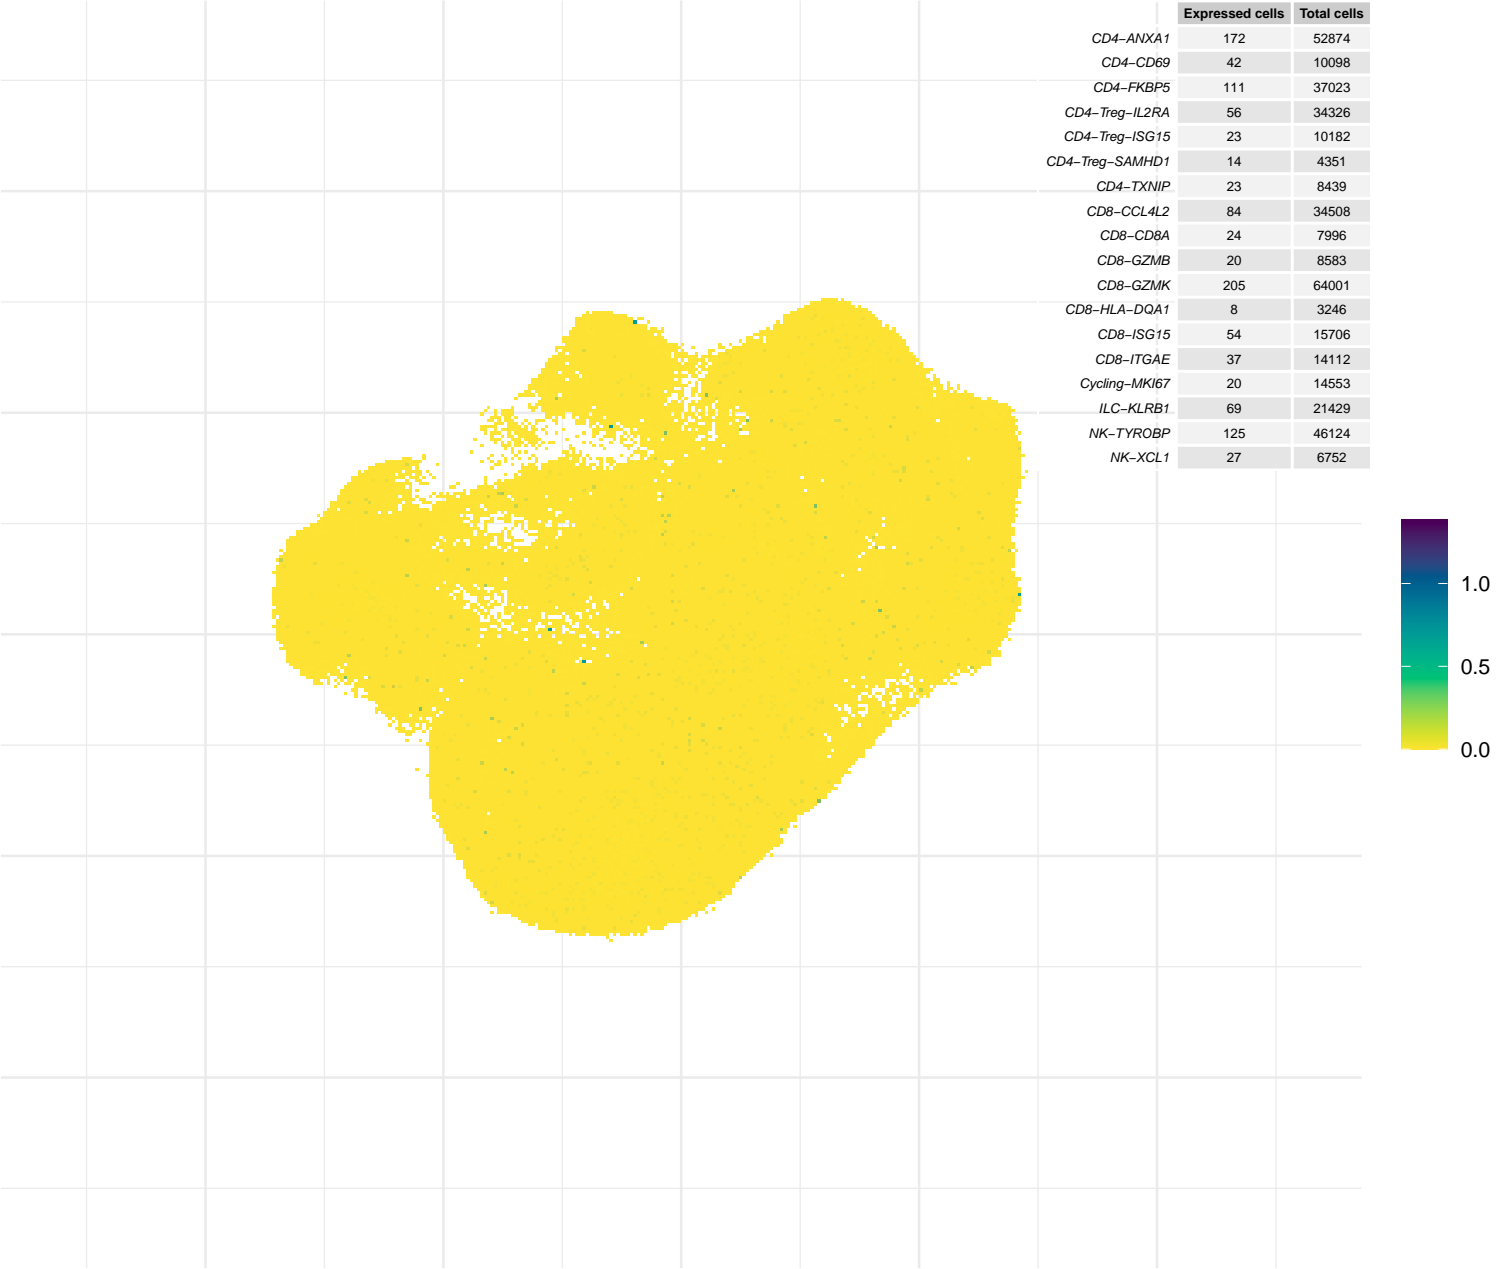 Expressed cells Total cells
CD4−ANXA1 172 52874
CD4−CD69 42 10098
CD4−FKBP5 111 37023
CD4−Treg−IL2RA 56 34326
CD4−Treg−ISG15 23 10182
CD4−Treg−SAMHD1 14 4351
CD4−TXNIP 23 8439
CD8−CCL4L2 84 34508
CD8−CD8A 24 7996
CD8−GZMB 20 8583
CD8−GZMK 205 64001
CD8−HLA−DQA1 8 3246
CD8−ISG15 54 15706
CD8−ITGAE 37 14112
Cycling−MKI67 20 14553
ILC−KLRB1 69 21429
NK−TYROBP 125 46124
NK−XCL1 27 6752
1.0
0.5
0.0